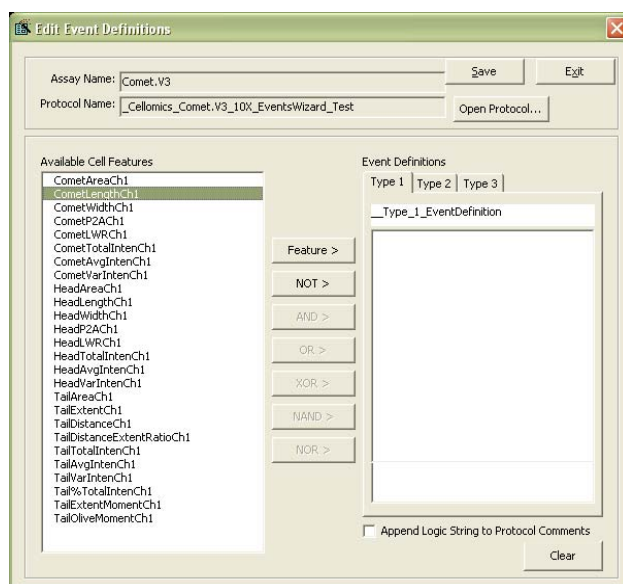 Edit Event Definitions
Assay Name: Comet.V3
Save
Exit
Protocol Name: _Cellomics_Comet.V3_10X_EventsWizard_Test
Open Protocol...
Available Cell Features
CometAreaCh1
CometLengthCh1
CometWidthCh1
CometP2ACh1
CometLWRCh1
CometTotalIntenCh1
CometAvgIntenCh1
CometVarIntenCh1
HeadAreaCh1
HeadLengthCh1
HeadWidthCh1
HeadP2ACh1
HeadLWRCh1
HeadTotalIntenCh1
HeadAvgIntenCh1
HeadVarIntenCh1
TailAreaCh1
TailExtentCh1
TailDistanceCh1
TailDistanceExtentRatioCh1
TailTotalIntenCh1
TailAvgIntenCh1
TailVarIntenCh1
Tail%TotalIntenCh1
TailExtentMomentCh1
TailOliveMomentCh1
Feature >
NOT >
AND >
OR >
XOR >
NAND >
NOR >
Event Definitions
Type 1 Type 2 Type 3
__Type_1_EventDefinition
Append Logic String to Protocol Comments
Clear